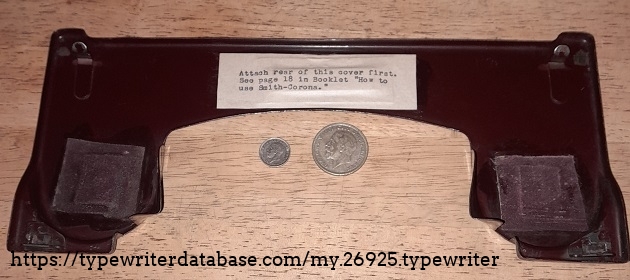 Attach rear of this cover first.
See page 18 in Booklet "How to
use Smith-Corona."
https://typewriterdatabase.com/my.26925.typewriter